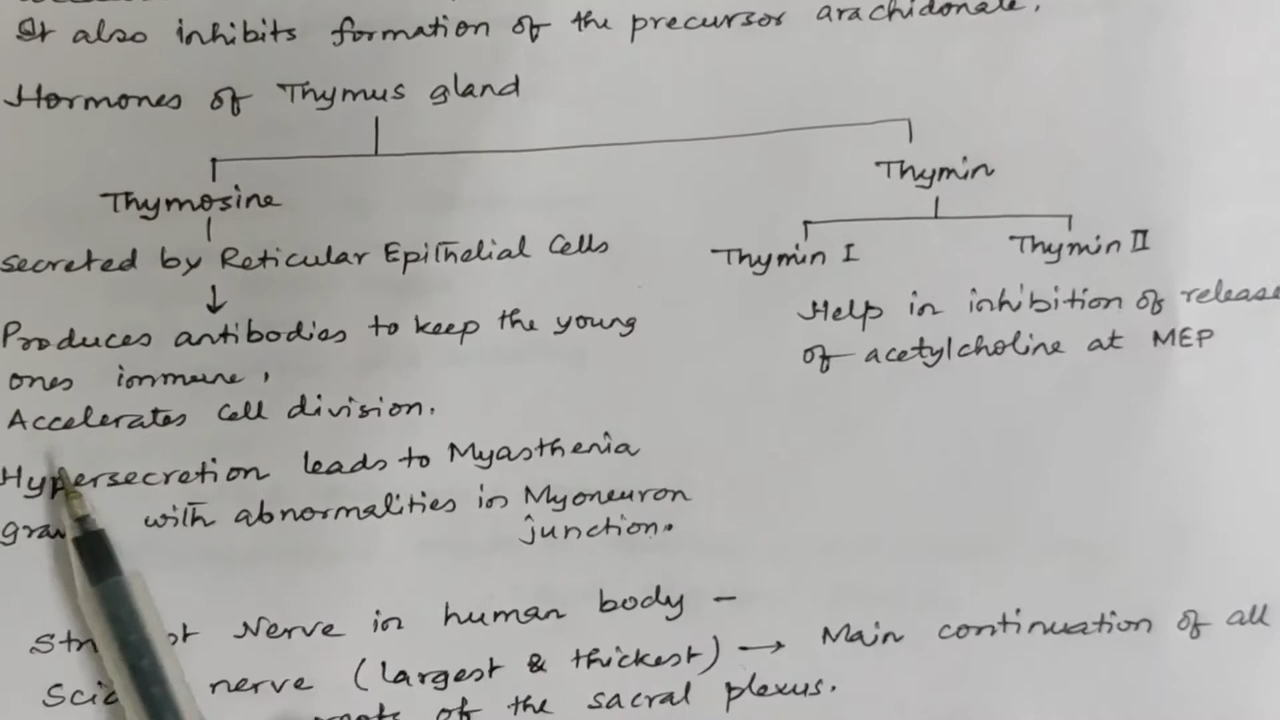 It also inhibits formation of the precursor arachidonate.
Hormones of Thymus gland
Thymosine
Thymin
secreted by Reticular Epithelial Cells
Thymin I
Thymin II
Produces antibodies to keep the young
ones immune,
Accelerates Cell division.
Help in inhibition of release
of acetylcholine at MEP
Hypersecretion leads to Myasthenia
with abnormalities in Myoneuron
junction.
Nerve in human body -
nerve (largest & thickest) → Main continuation of all
of the sacral plexus.